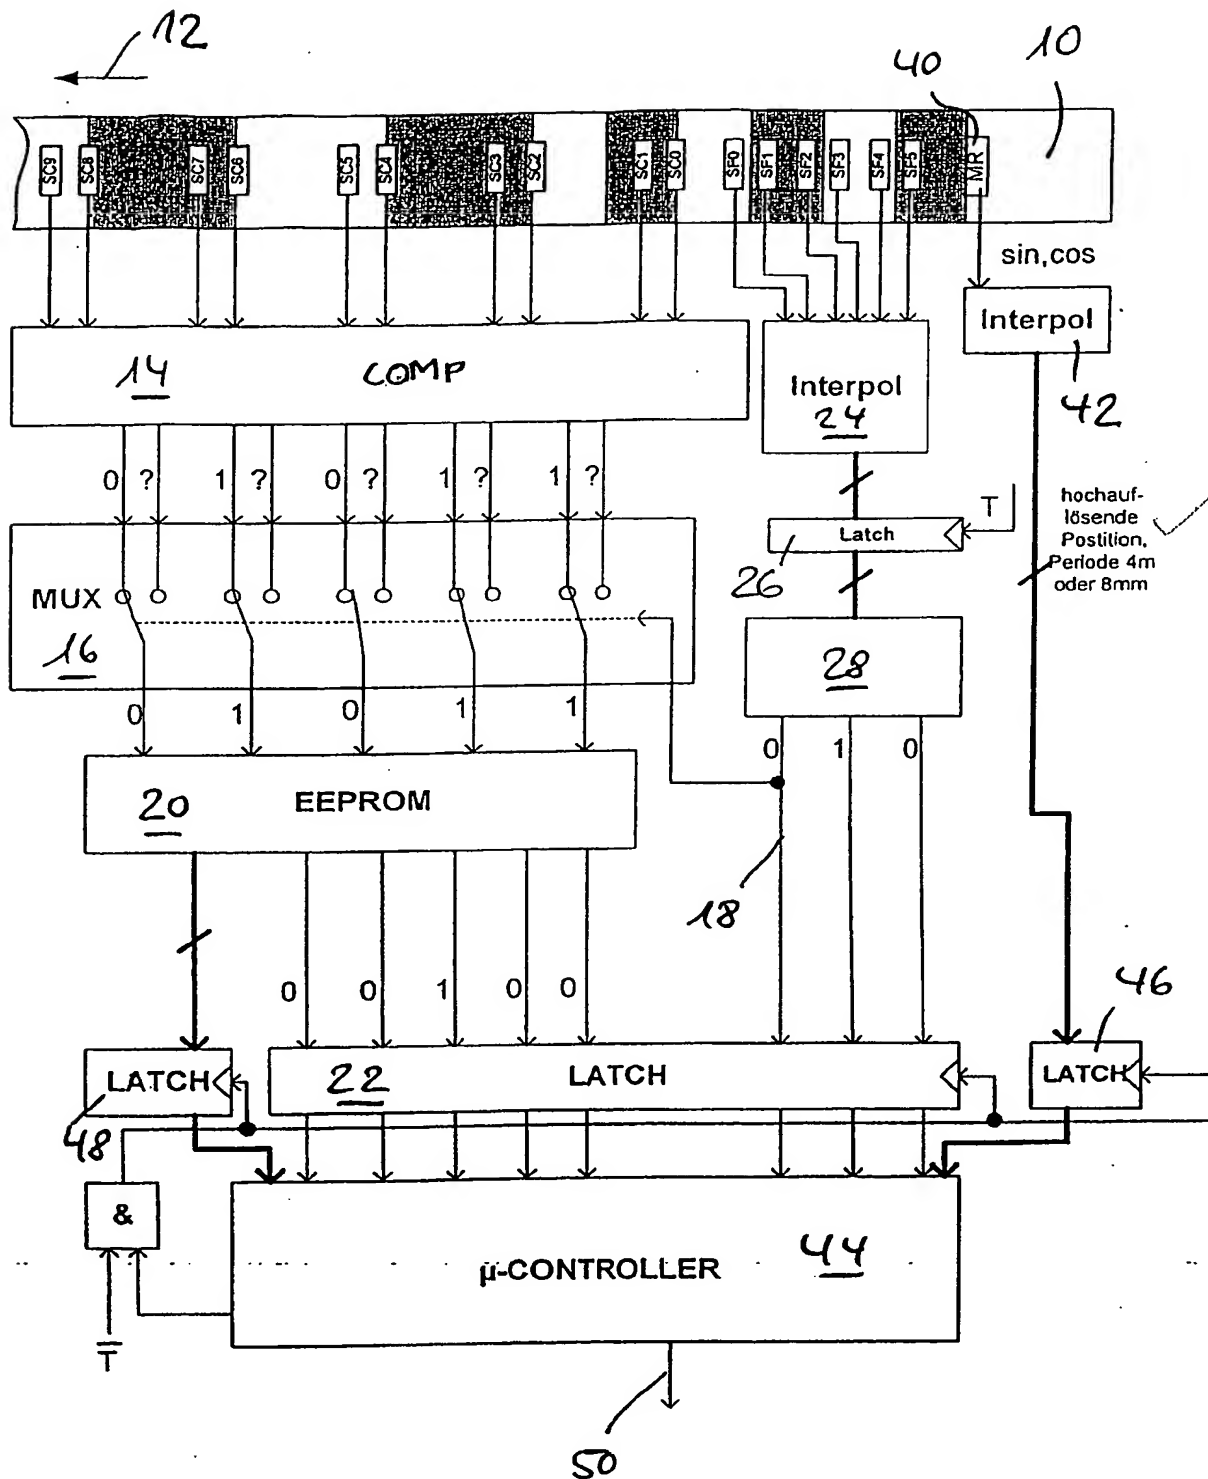 12
40
10
SC9 SC8 SC7 SC6 SC5 SC4 SC3 SC2 SC1 SC0 SF0 SF1 SF2 SF3 SF4 SF5 MR
sin,cos
14 COMP
Interpol
24
Interpol
42
0 ? 1 ? 0 ? 1 ? 1 ?
T
Latch
26
hochauf-
lösende
Postition,
Periode 4m
oder 8mm
MUX
16
28
0 1 0 1 1
0 1 0
20 EEPROM
18
0 0 1 0 0
46
LATCH
48
22 LATCH
LATCH
&
T
µ-CONTROLLER 44
50